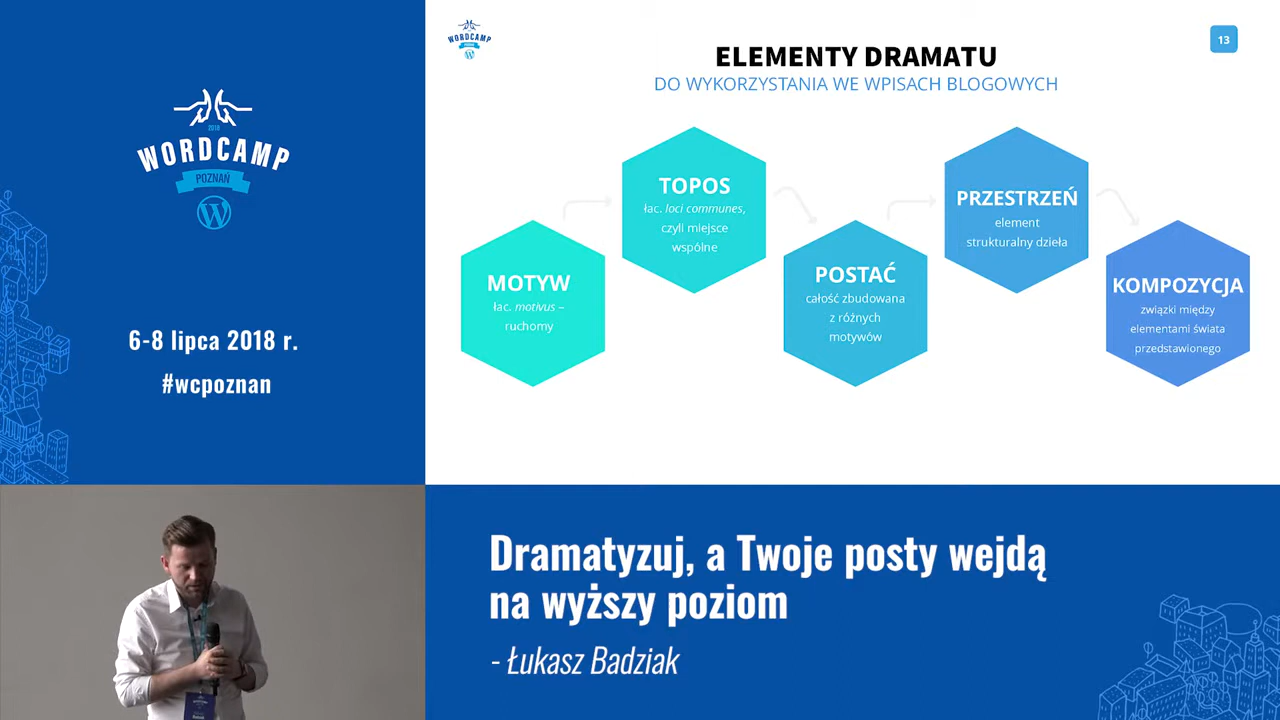 2018
WORDCAMP
POZNAŃ
6-8 lipca 2018 r.
#wcpoznan
WORDCAMP
13
ELEMENTY DRAMATU
DO WYKORZYSTANIA WE WPISACH BLOGOWYCH
MOTYW
łac. motivus –
ruchomy
TOPOS
łac. loci communes,
czyli miejsce
wspólne
POSTAĆ
całość zbudowana
z różnych
motywów
PRZESTRZEŃ
element
strukturalny dzieła
KOMPOZYCJA
związki między
elementami świata
przedstawionego
WORDCAMP
Dramatyzuj, a Twoje posty wejdą
na wyższy poziom
- Łukasz Badziak